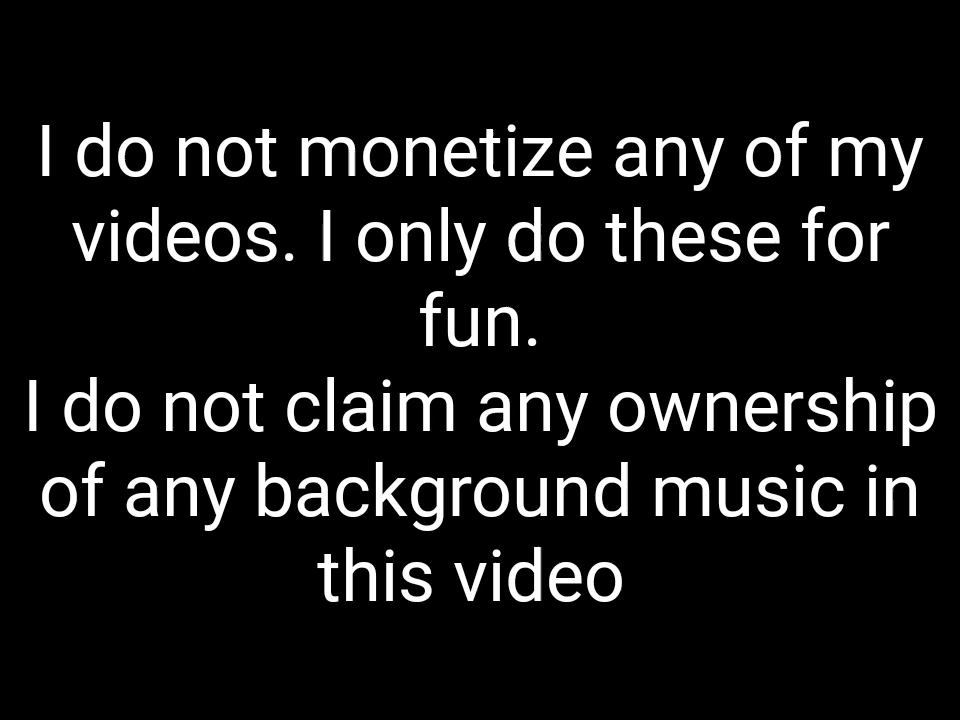 I do not monetize any of my
videos. I only do these for
fun.
I do not claim any ownership
of any background music in
this video